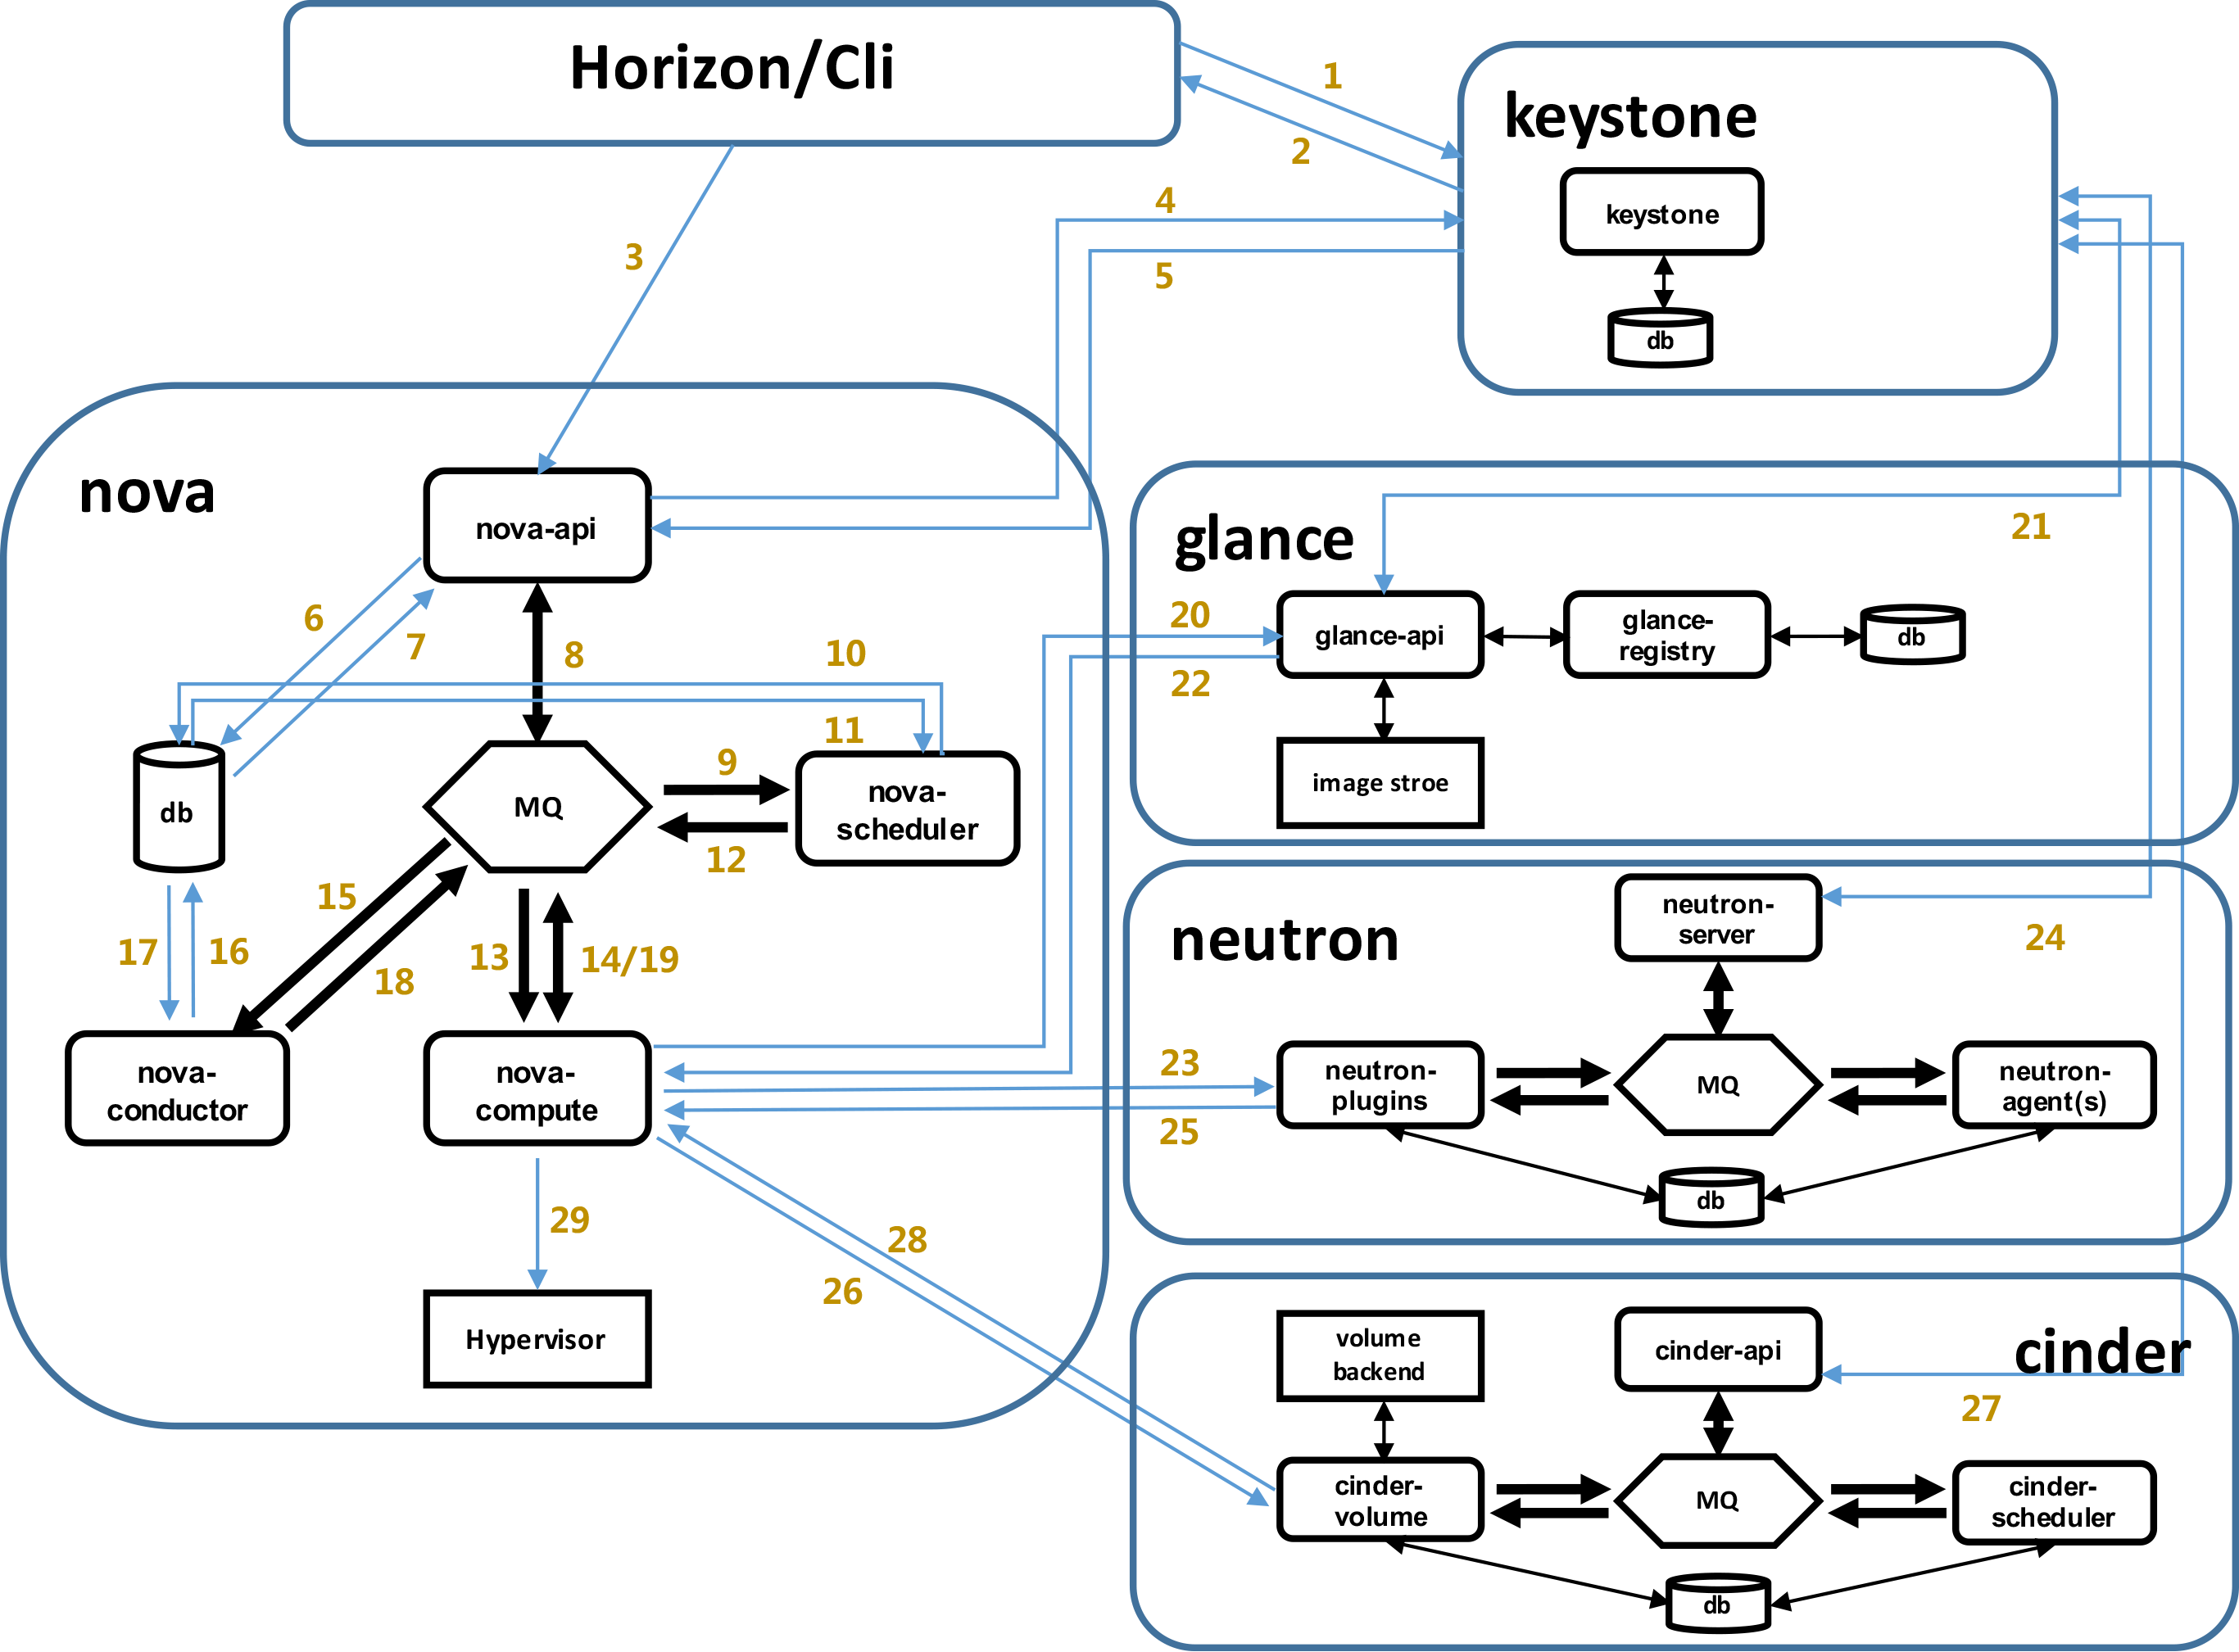 Horizon/Cli
1
2
keystone
keystone
db
3
4
5
nova
nova-api
6
7
8
10
11
9
12
db
MQ
nova-
scheduler
15
18
17
16
13
14/19
nova-
conductor
nova-
compute
29
Hypervisor
28
26
glance
21
20
22
glance-api
glance-
registry
db
image stroe
neutron
neutron-
server
24
23
25
neutron-
plugins
MQ
neutron-
agent(s)
db
cinder
volume
backend
cinder-api
27
cinder-
volume
MQ
cinder-
scheduler
db